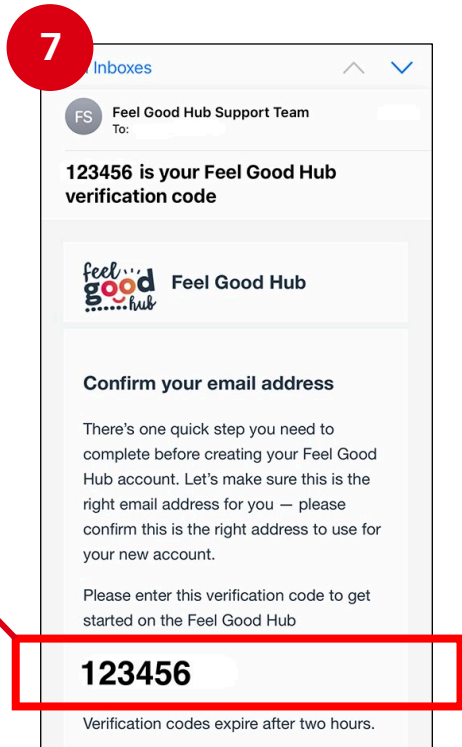 7
Inboxes
FS
Feel Good Hub Support Team
To:
123456 is your Feel Good Hub
verification code
feel
good
hub
Feel Good Hub
Confirm your email address
There’s one quick step you need to
complete before creating your Feel Good
Hub account. Let’s make sure this is the
right email address for you — please
confirm this is the right address to use for
your new account.
Please enter this verification code to get
started on the Feel Good Hub
123456
Verification codes expire after two hours.